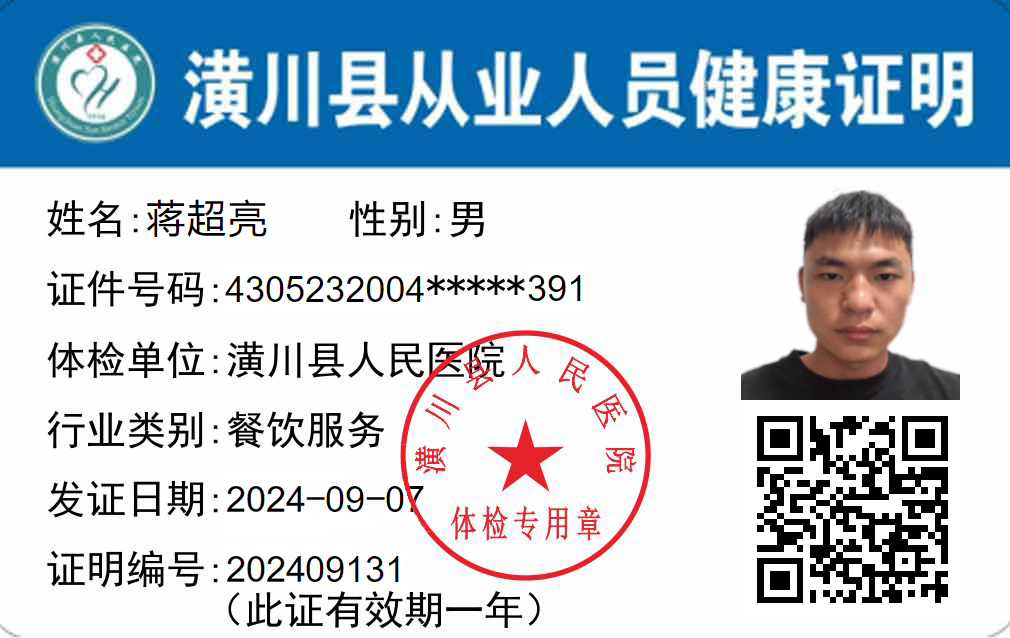 潢川县从业人员健康证明
姓名:蒋超亮 性别:男
证件号码:4305232004*****391
体检单位:潢川县人民医院
行业类别:餐饮服务
发证日期:2024-09-07
证明编号:202409131
(此证有效期一年)
潢川县人民医院
体检专用章